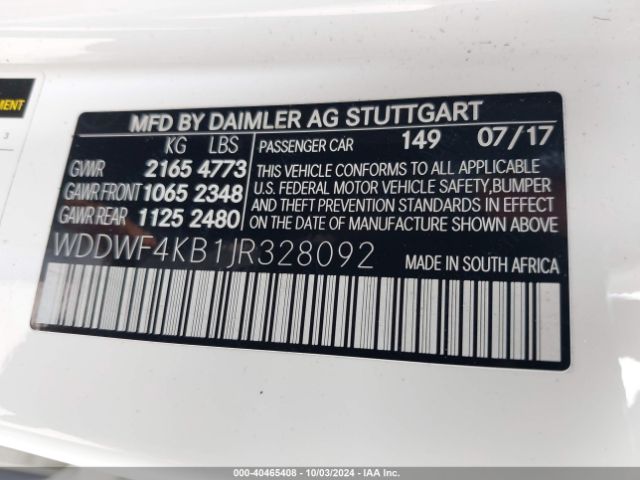 MENT
3
MFD BY DAIMLER AG STUTTGART
KG LBS PASSENGER CAR 149 07/17
GVWR 2165 4773 THIS VEHICLE CONFORMS TO ALL APPLICABLE
GAWR FRONT 1065 2348 U.S. FEDERAL MOTOR VEHICLE SAFETY, BUMPER
GAWR REAR 1125 2480 AND THEFT PREVENTION STANDARDS IN EFFECT
ON THE DATE OF MANUFACTURE SHOWN ABOVE
WDDWF4KB1JR328092 MADE IN SOUTH AFRICA
© - 40465408 - 10/03/2024 - IAA Inc.